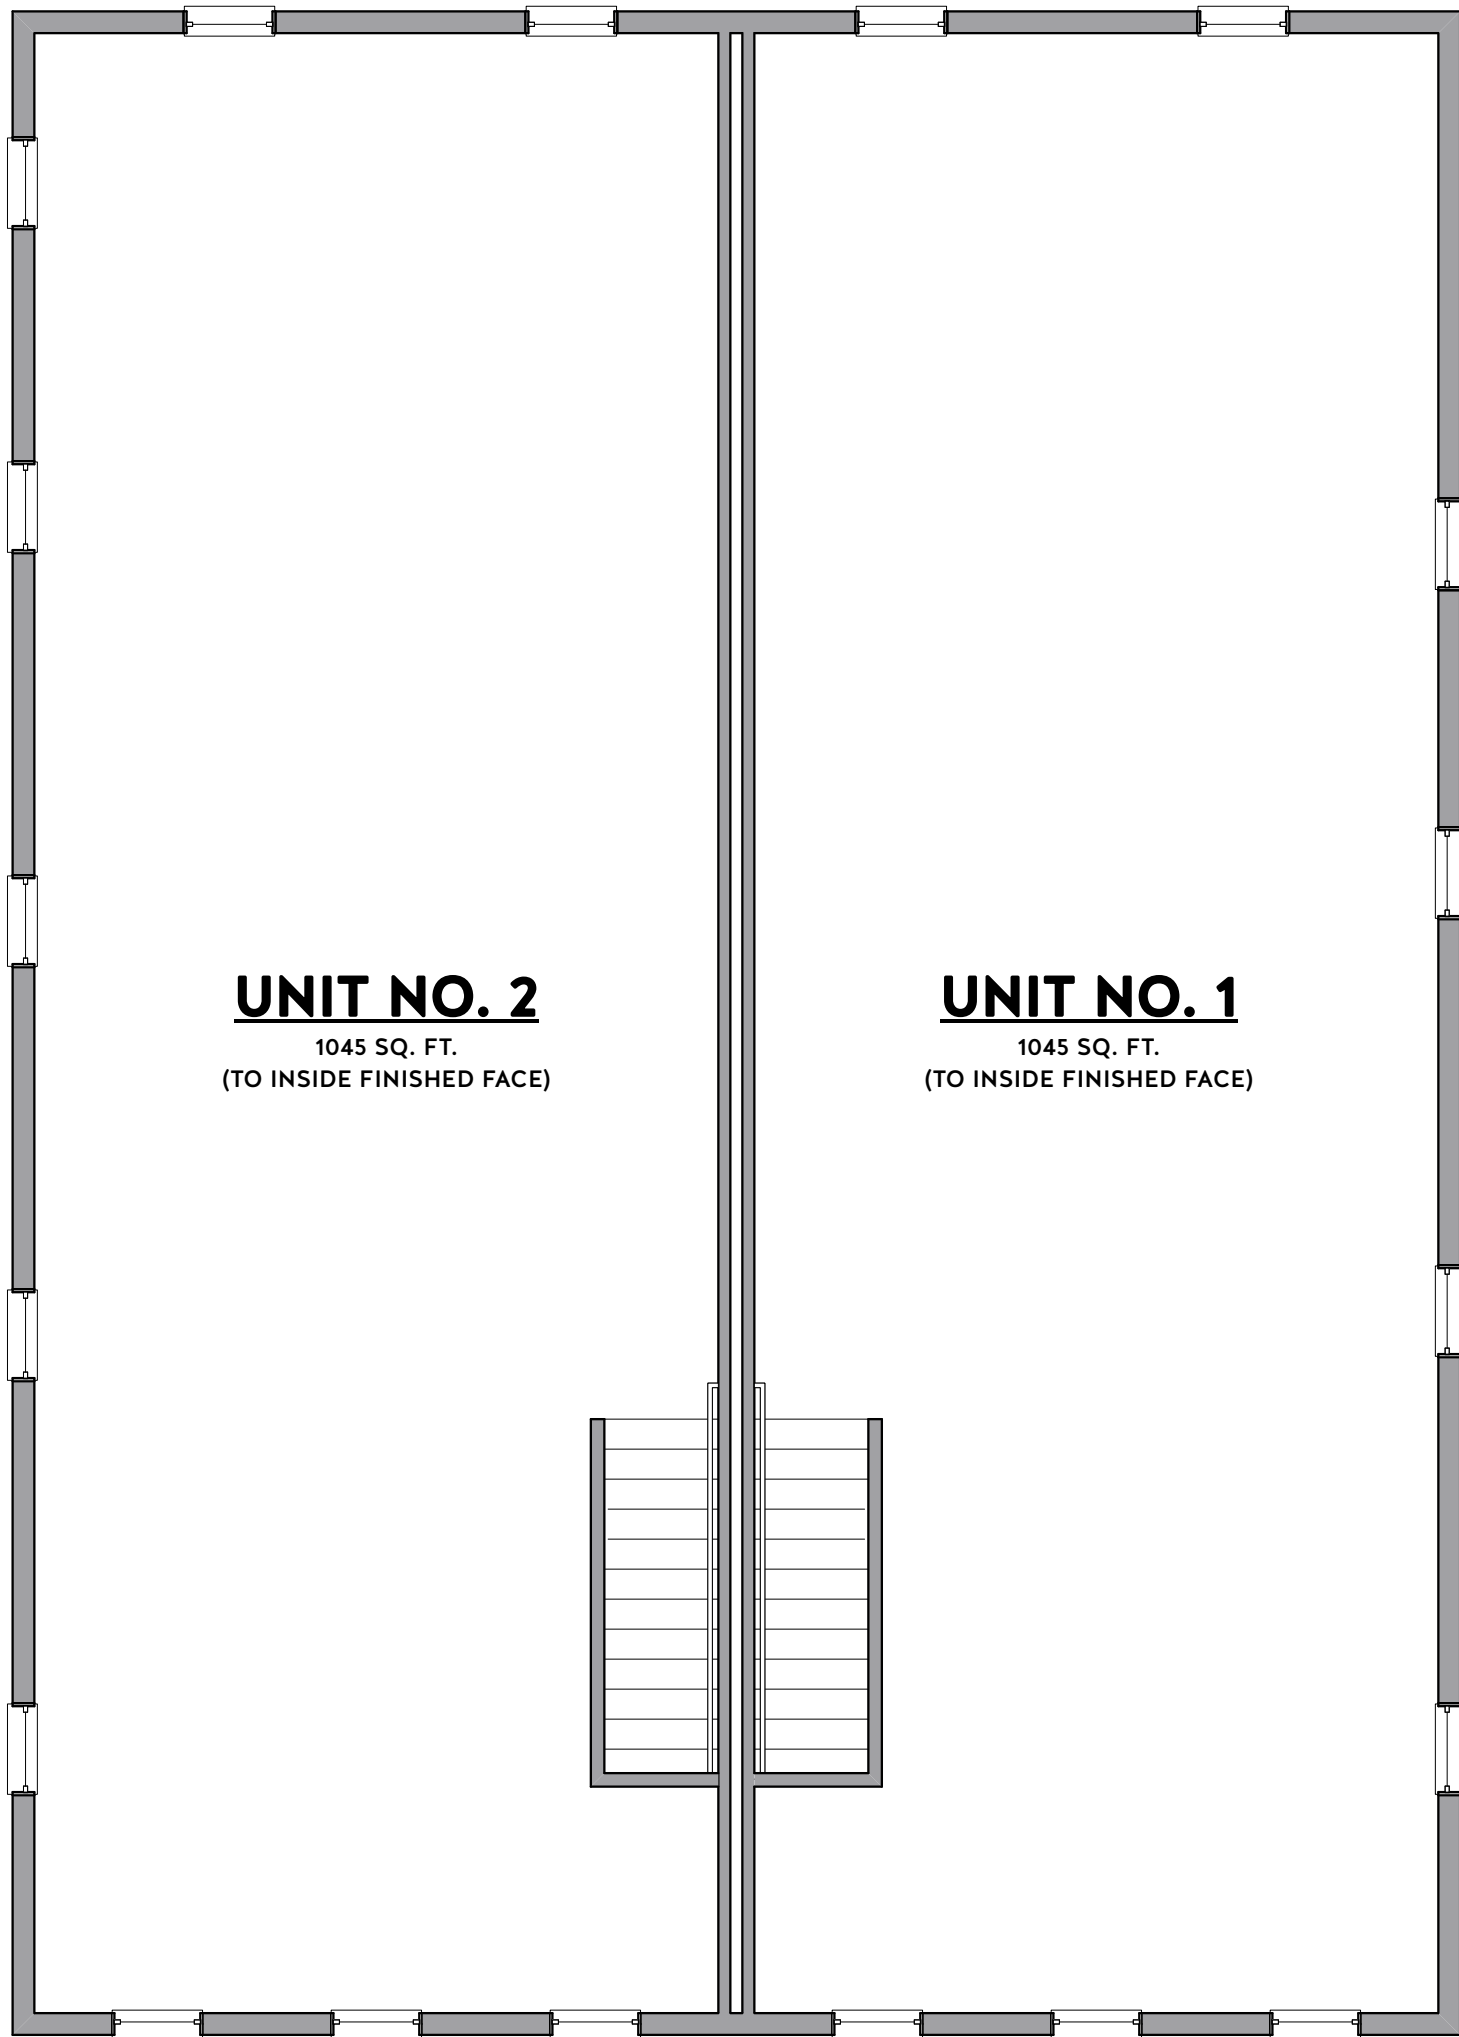 UNIT NO. 2
1045 SQ. FT.
(TO INSIDE FINISHED FACE)
UNIT NO. 1
1045 SQ. FT.
(TO INSIDE FINISHED FACE)